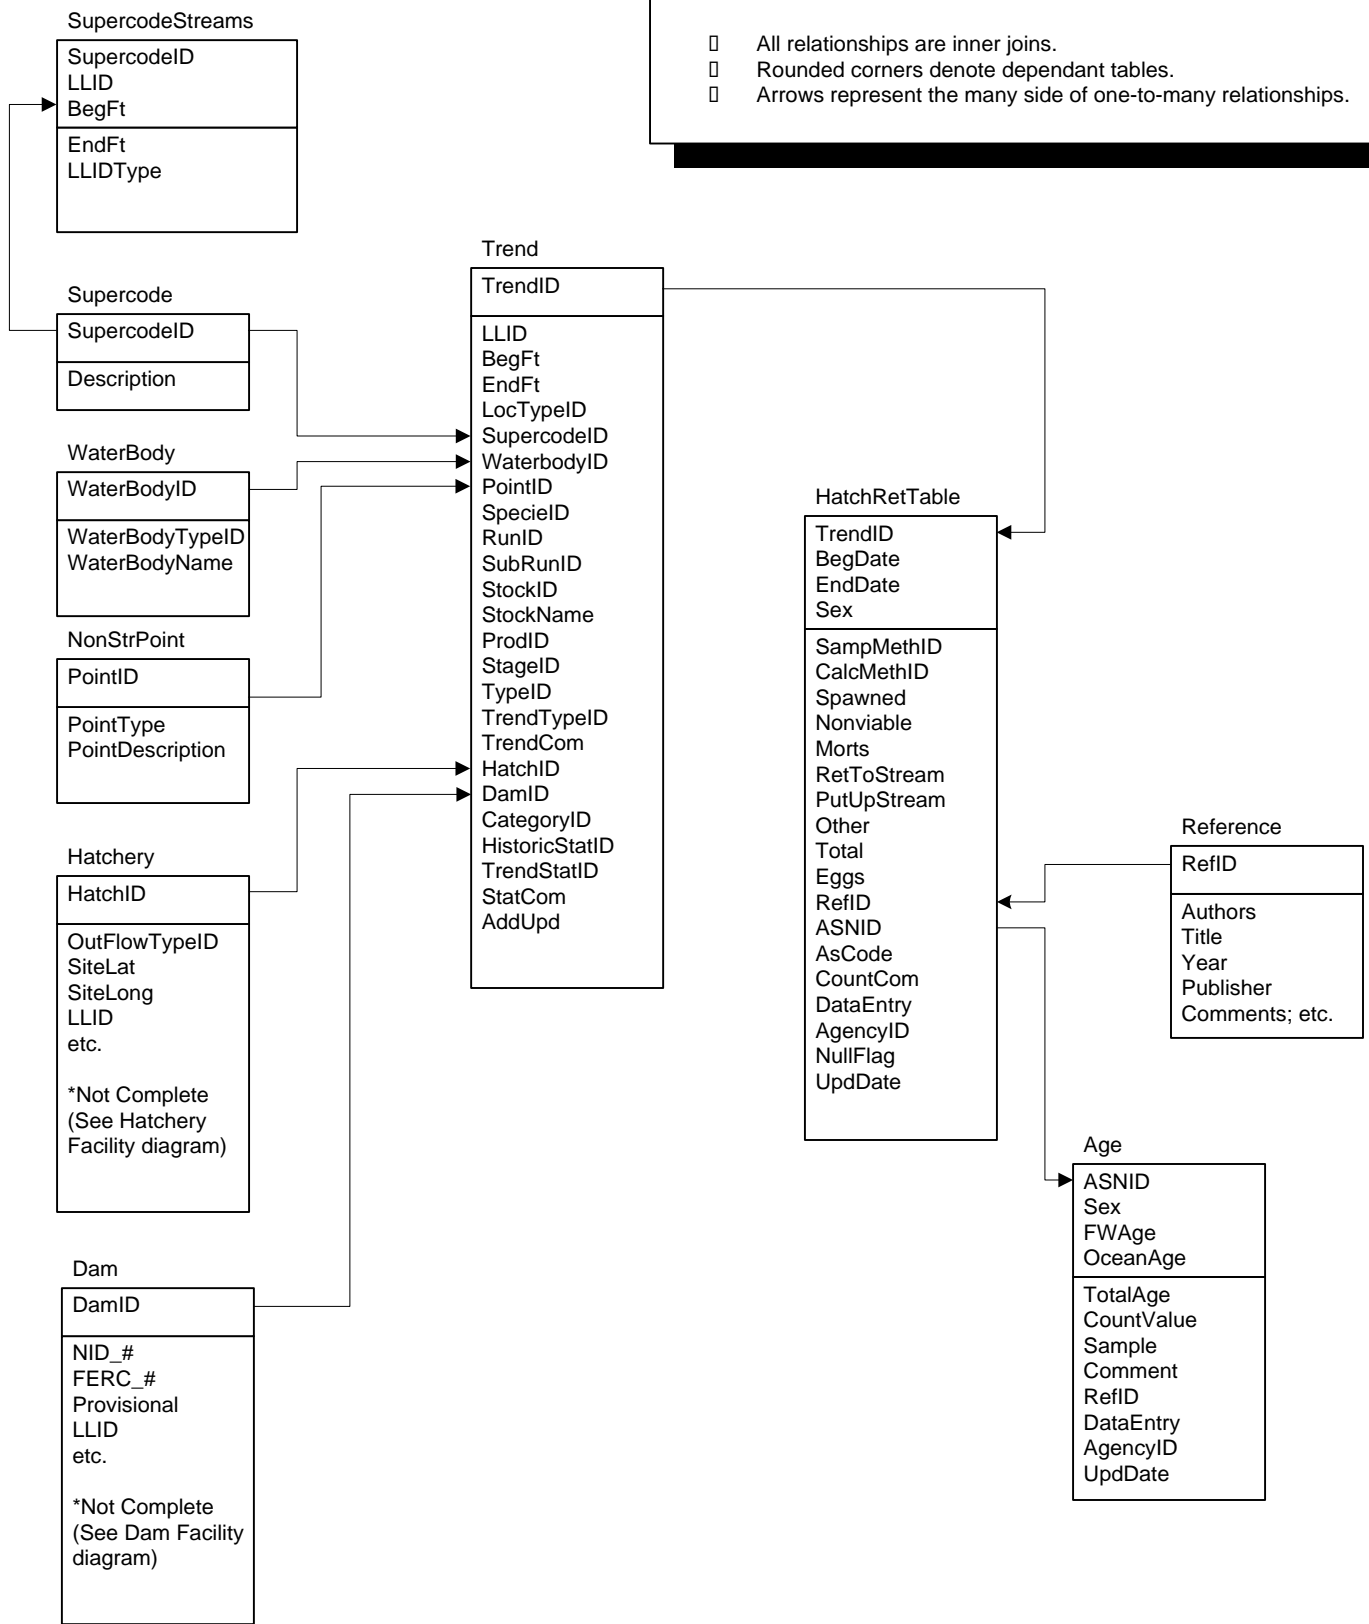 SupercodeStreams
SupercodeID
LLID
BegFt
EndFt
LLIDType
All relationships are inner joins.
Rounded corners denote dependant tables.
Arrows represent the many side of one-to-many relationships.
Supercode
SupercodeID
Description
WaterBody
WaterBodyID
WaterBodyTypeID
WaterBodyName
NonStrPoint
PointID
PointType
PointDescription
Hatchery
HatchID
OutFlowTypeID
SiteLat
SiteLong
LLID
etc.
*Not Complete
(See Hatchery
Facility diagram)
Dam
DamID
NID_#
FERC_#
Provisional
LLID
etc.
*Not Complete
(See Dam Facility
diagram)
Trend
TrendID
LLID
BegFt
EndFt
LocTypeID
SupercodeID
WaterbodyID
PointID
SpecieID
RunID
SubRunID
StockID
StockName
ProdID
StageID
TypeID
TrendTypeID
TrendCom
HatchID
DamID
CategoryID
HistoricStatID
TrendStatID
StatCom
AddUpd
HatchRetTable
TrendID
BegDate
EndDate
Sex
SampMethID
CalcMethID
Spawned
Nonviable
Morts
RetToStream
PutUpStream
Other
Total
Eggs
RefID
ASNID
AsCode
CountCom
DataEntry
AgencyID
NullFlag
UpdDate
Reference
RefID
Authors
Title
Year
Publisher
Comments; etc.
Age
ASNID
Sex
FWAge
OceanAge
TotalAge
CountValue
Sample
Comment
RefID
DataEntry
AgencyID
UpdDate